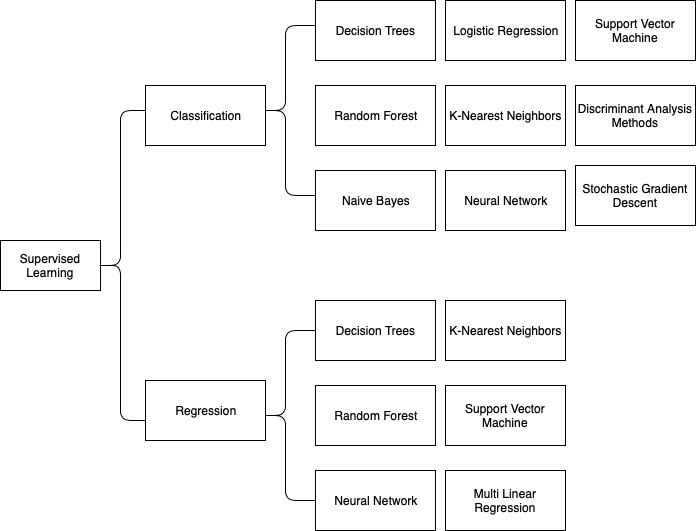 Decision Trees
Logistic Regression
Support Vector
Machine
Classification
Random Forest
K-Nearest Neighbors
Discriminant Analysis
Methods
Naive Bayes
Neural Network
Stochastic Gradient
Descent
Supervised
Learning
Decision Trees
K-Nearest Neighbors
Regression
Random Forest
Support Vector
Machine
Neural Network
Multi Linear
Regression